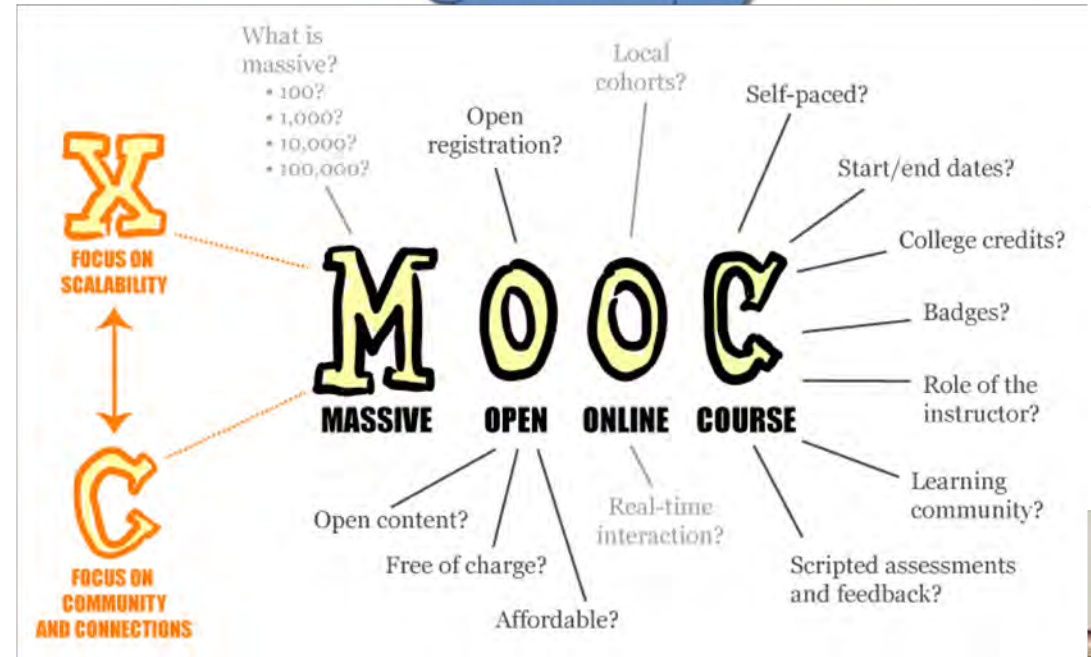 What is
massive?
• 100?
• 1,000?
• 10,000?
• 100,000?
Open
registration?
Local
cohorts?
Self-paced?
Start/end dates?
College credits?
Badges?
Role of the
instructor?
Learning
community?
Scripted assessments
and feedback?
X
FOCUS ON
SCALABILITY
C
FOCUS ON
COMMUNITY
AND CONNECTIONS
M O O C
MASSIVE OPEN ONLINE COURSE
Open content?
Free of charge?
Affordable?
Real-time
interaction?